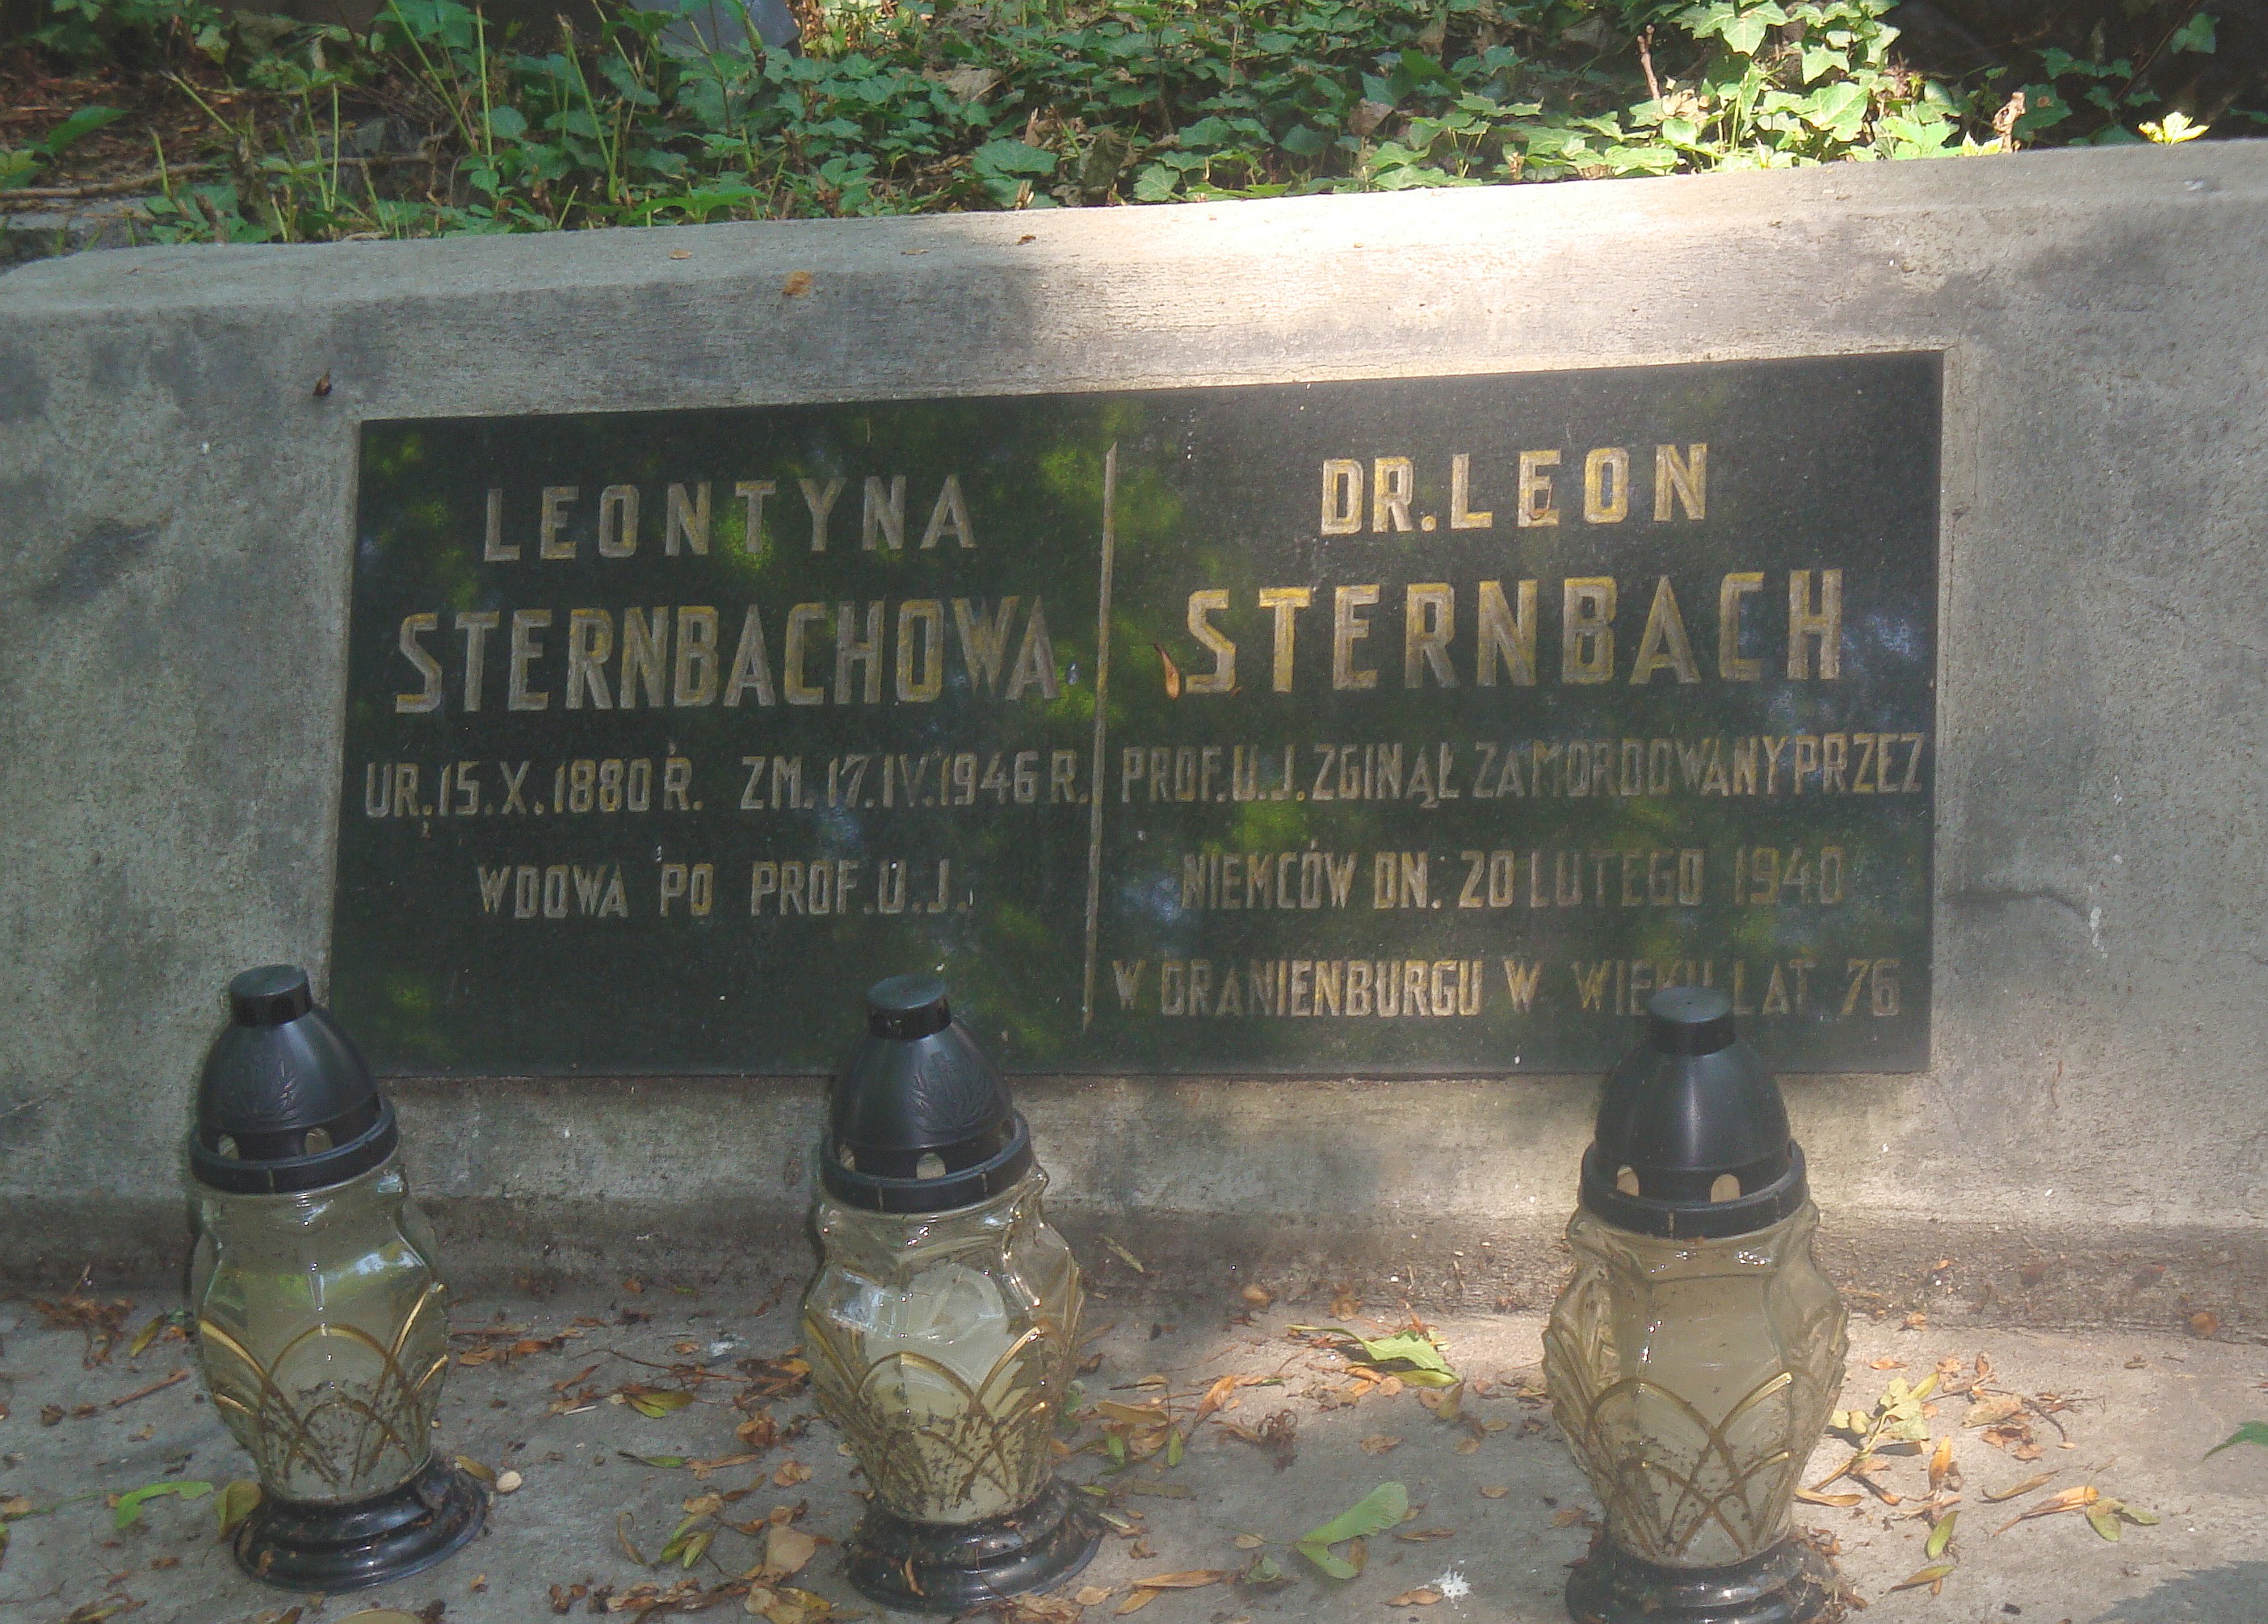 LEONTYNA
STERNBACHOWA
UR. 15. X. 1880 R. ZM. 17. IV. 1946 R.
WDOWA PO PROF. U. J.
DR. LEON
STERNBACH
PROF. U. J. ZGINĄŁ ZAMORDOWANY PRZEZ
NIEMCÓW DN. 20 LUTEGO 1940
W ORANIENBURGU W WIEKU LAT 76